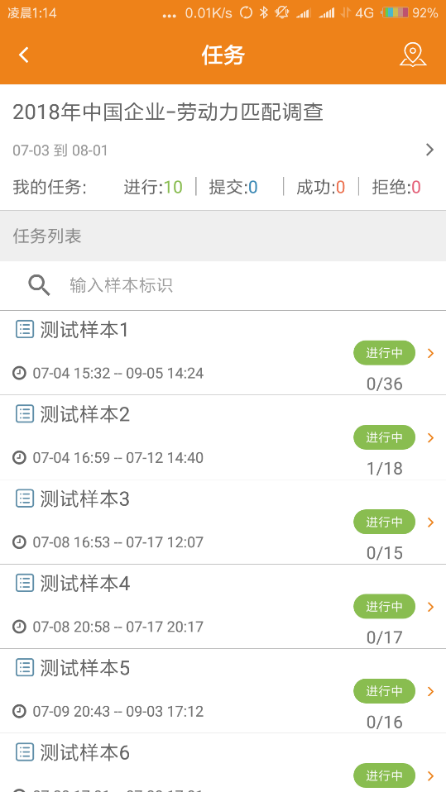 凌晨1:14 ... 0.01K/s 4G 92%
任务
2018年中国企业-劳动力匹配调查
07-03 到 08-01
我的任务: 进行:10 提交:0 成功:0 拒绝:0
任务列表
输入样本标识
测试样本1
进行中
07-04 15:32 -- 09-05 14:24
0/36
测试样本2
进行中
07-04 16:59 -- 07-12 14:40
1/18
测试样本3
进行中
07-08 16:53 -- 07-17 12:07
0/15
测试样本4
进行中
07-08 20:58 -- 07-17 20:17
0/17
测试样本5
进行中
07-09 20:43 -- 09-03 17:12
0/16
测试样本6
进行中